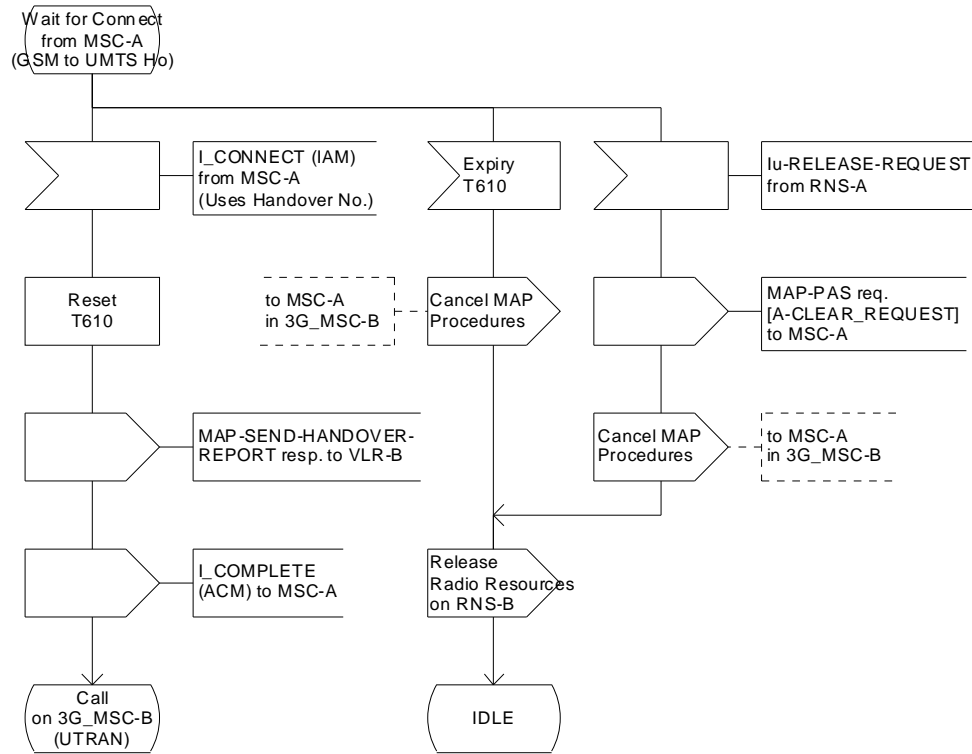 Wait for Connect
from MSC-A
(GSM to UMTS Ho)
I_CONNECT (IAM)
from MSC-A
(Uses Handover No.)
Expiry
T610
Iu-RELEASE-REQUEST
from RNS-A
Reset
T610
to MSC-A
in 3G_MSC-B
Cancel MAP
Procedures
MAP-PAS req.
[A-CLEAR_REQUEST]
to MSC-A
MAP-SEND-HANDOVER-
REPORT resp. to VLR-B
Cancel MAP
Procedures
to MSC-A
in 3G_MSC-B
I_COMPLETE
(ACM) to MSC-A
Release
Radio Resources
on RNS-B
Call
on 3G_MSC-B
(UTRAN)
IDLE